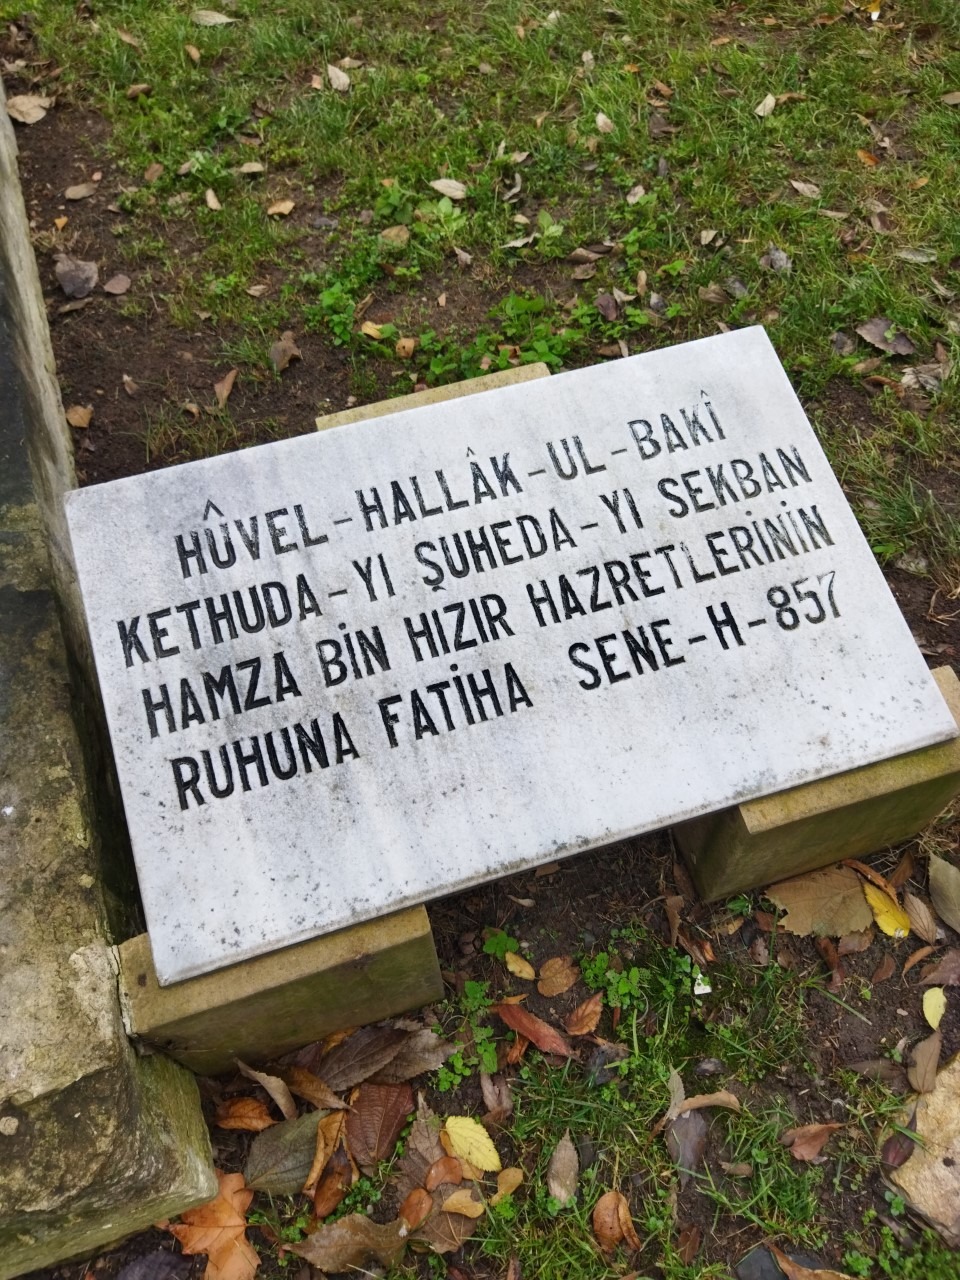 HÛVEL-HALLÂK-UL-BAKÎ
KETHUDA-YI ŞUHEDA-YI SEKBAN
HAMZA BİN HIZIR HAZRETLERİNİN
RUHUNA FATİHA SENE-H-857